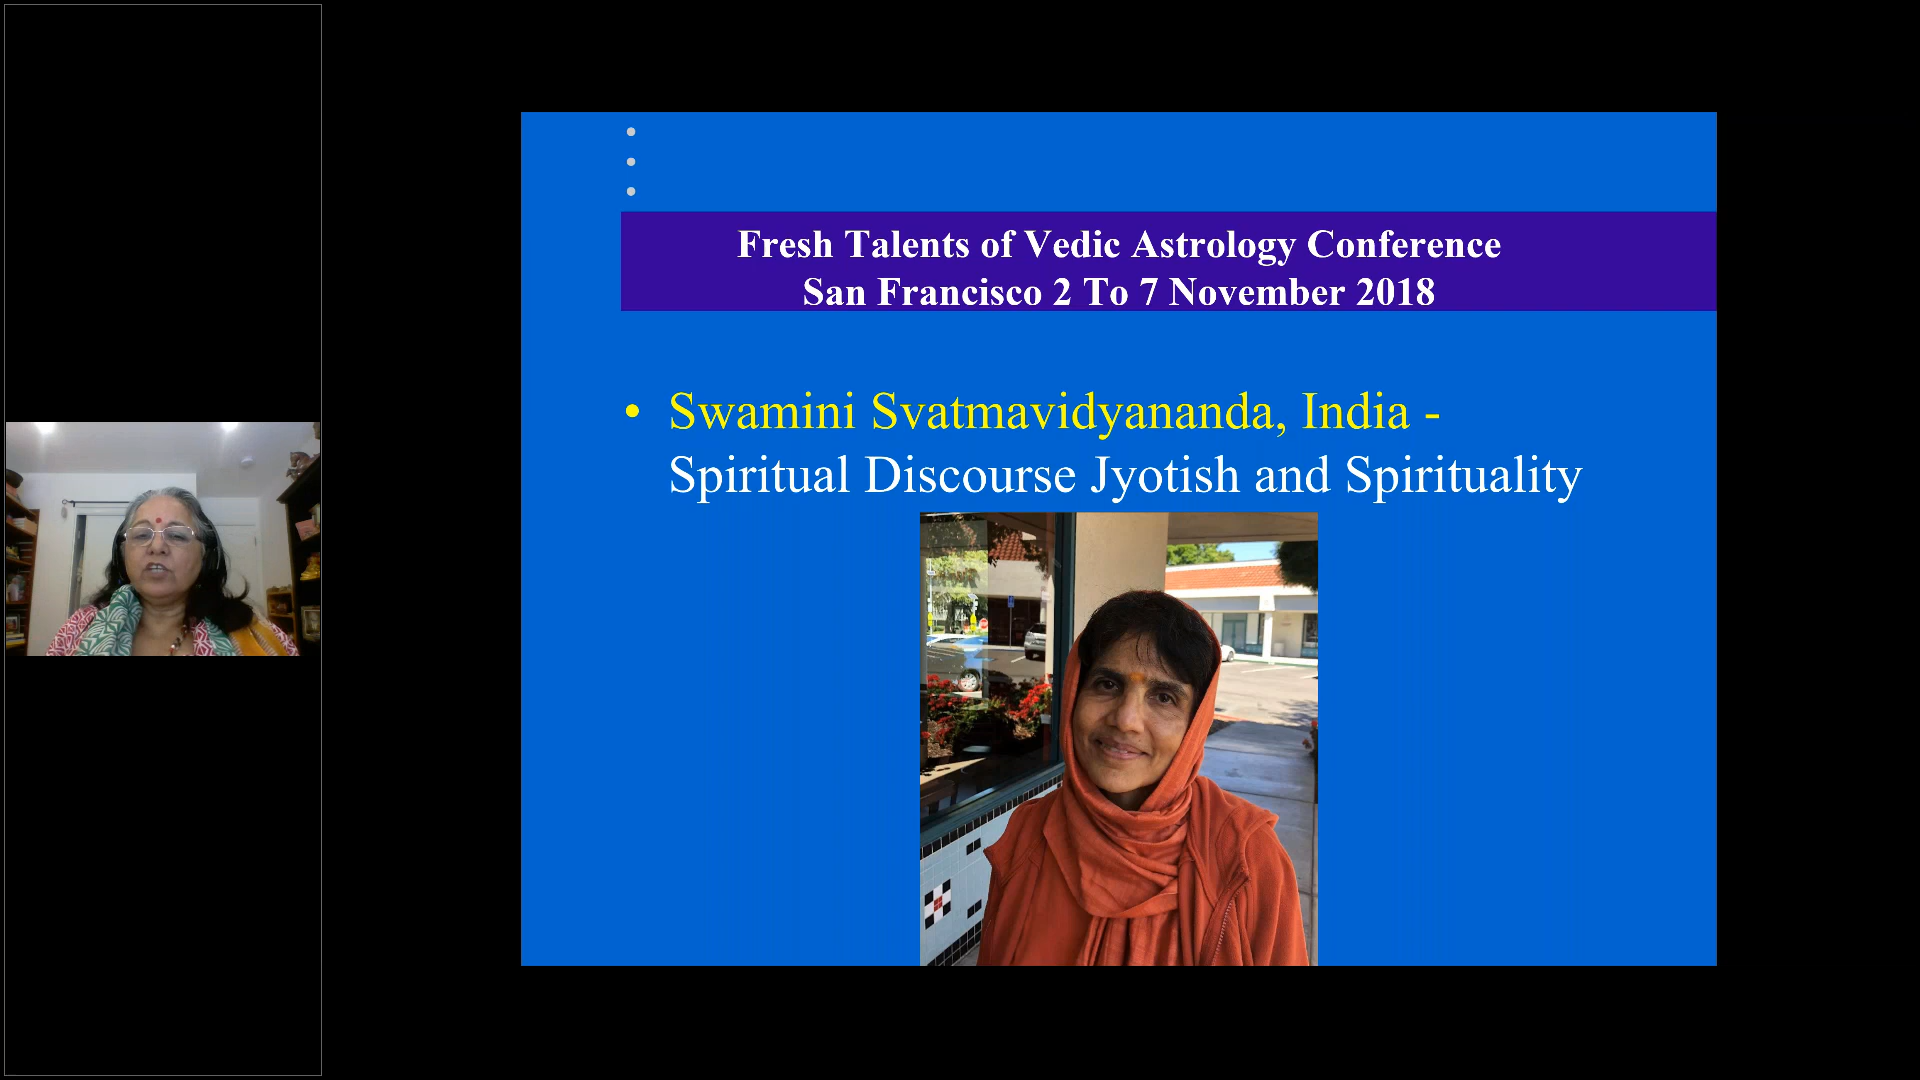 Fresh Talents of Vedic Astrology Conference
San Francisco 2 To 7 November 2018
• Swamini Svatmavidyananda, India -
Spiritual Discourse Jyotish and Spirituality